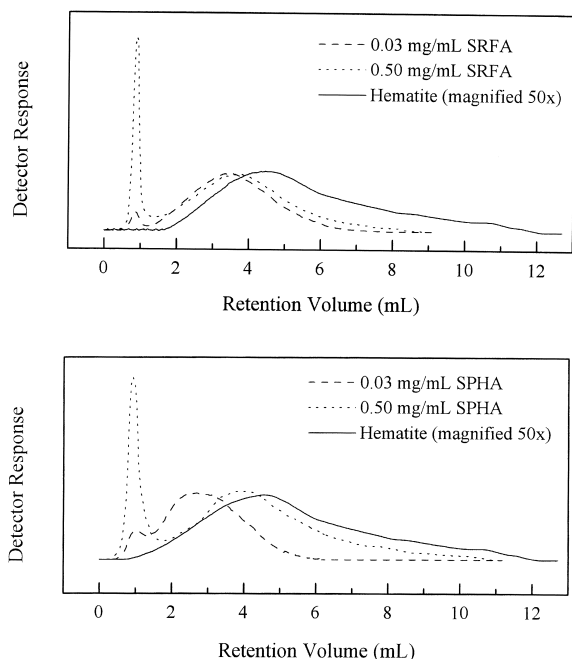 Detector Response
0.03 mg/mL SRFA
0.50 mg/mL SRFA
Hematite (magnified 50x)
0 2 4 6 8 10 12
Retention Volume (mL)
Detector Response
0.03 mg/mL SPHA
0.50 mg/mL SPHA
Hematite (magnified 50x)
0 2 4 6 8 10 12
Retention Volume (mL)